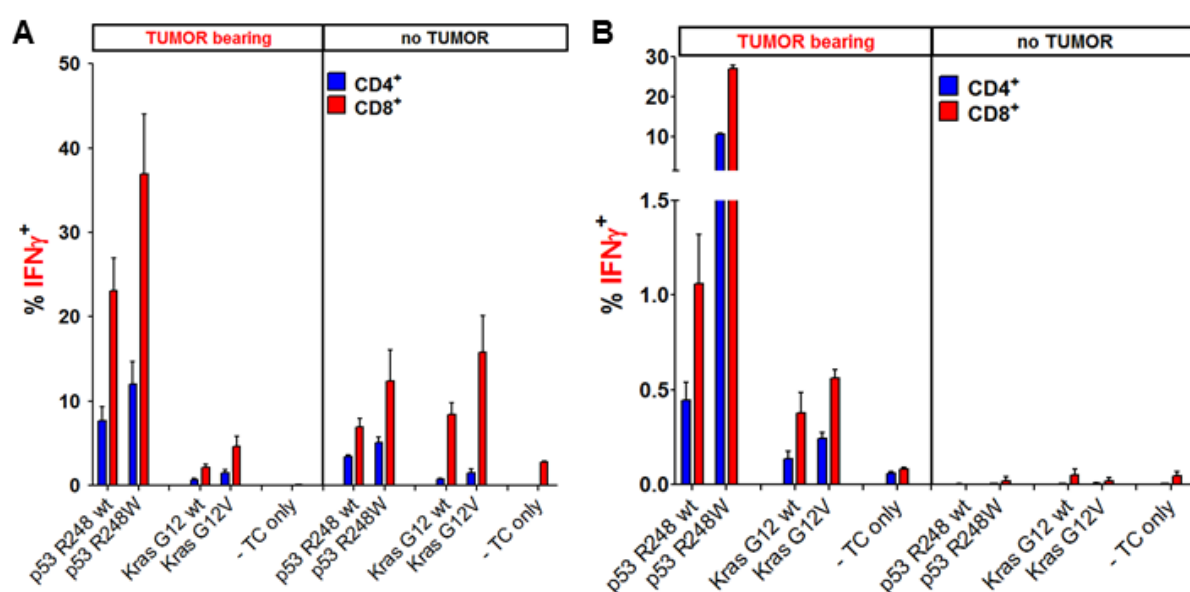 A
TUMOR bearing
no TUMOR
CD4⁺
CD8⁺
% IFNγ⁺
50
40
30
20
10
0
p53 R248 wt
p53 R248W
Kras G12 wt
Kras G12V
- TC only
p53 R248 wt
p53 R248W
Kras G12 wt
Kras G12V
- TC only
B
TUMOR bearing
no TUMOR
CD4⁺
CD8⁺
% IFNγ⁺
30
20
10
1.5
1.0
0.5
0.0
p53 R248 wt
p53 R248W
Kras G12 wt
Kras G12V
- TC only
p53 R248 wt
p53 R248W
Kras G12 wt
Kras G12V
- TC only